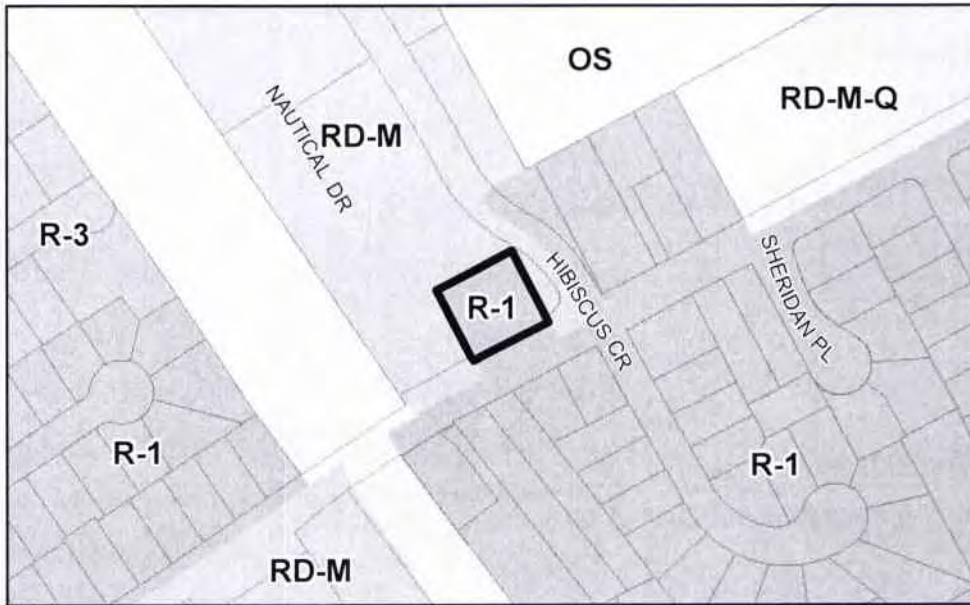 OS
RD-M-Q
NAUTICAL DR
RD-M
R-3
SHERIDAN PL
HIBISCUS CR
R-1
R-1
R-1
RD-M